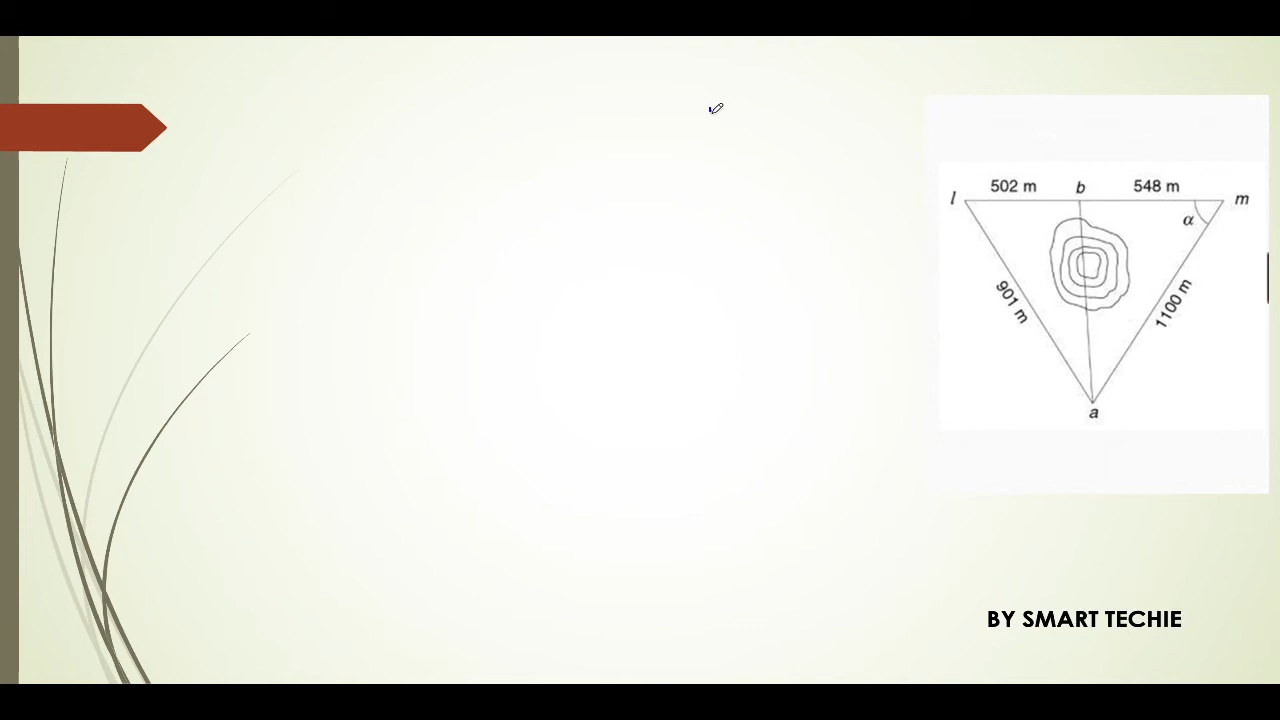 502 m b 548 m
l m
α
901 m 1100 m
a
BY SMART TECHIE